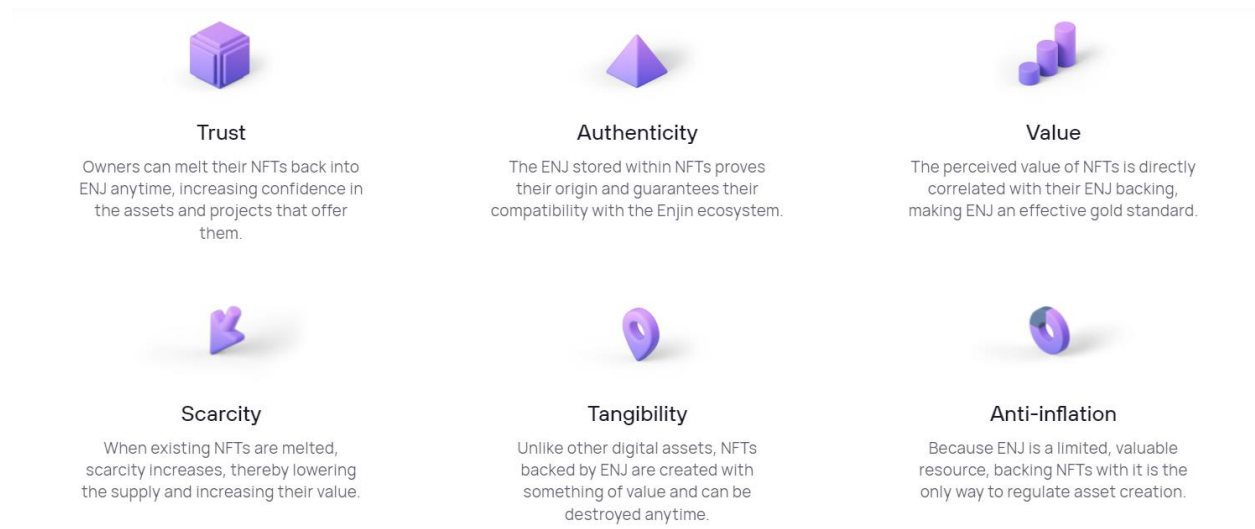 Trust
Owners can melt their NFTs back into
ENJ anytime, increasing confidence in
the assets and projects that offer
them.
Authenticity
The ENJ stored within NFTs proves
their origin and guarantees their
compatibility with the Enjin ecosystem.
Value
The perceived value of NFTs is directly
correlated with their ENJ backing,
making ENJ an effective gold standard.
Scarcity
When existing NFTs are melted,
scarcity increases, thereby lowering
the supply and increasing their value.
Tangibility
Unlike other digital assets, NFTs
backed by ENJ are created with
something of value and can be
destroyed anytime.
Anti-inflation
Because ENJ is a limited, valuable
resource, backing NFTs with it is the
only way to regulate asset creation.